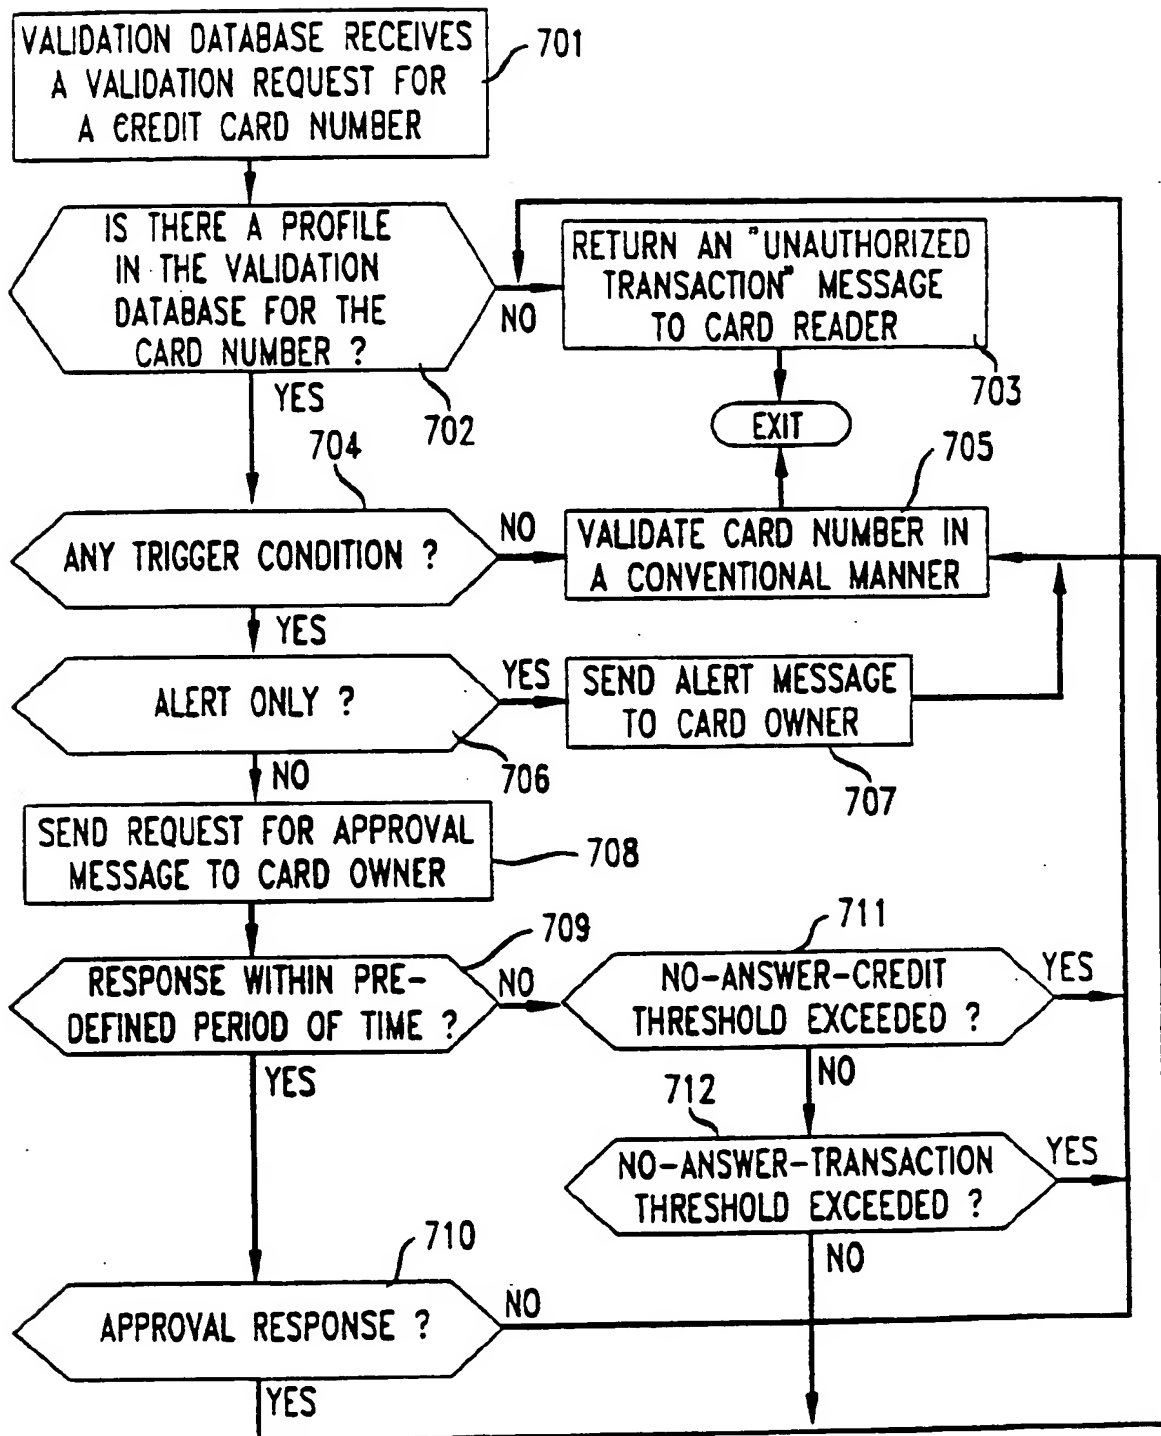 VALIDATION DATABASE RECEIVES
A VALIDATION REQUEST FOR
A CREDIT CARD NUMBER
701
IS THERE A PROFILE
IN THE VALIDATION
DATABASE FOR THE
CARD NUMBER ?
702
NO
YES
RETURN AN "UNAUTHORIZED
TRANSACTION" MESSAGE
TO CARD READER
703
EXIT
704
ANY TRIGGER CONDITION ?
NO
YES
705
VALIDATE CARD NUMBER IN
A CONVENTIONAL MANNER
ALERT ONLY ?
706
YES
NO
SEND ALERT MESSAGE
TO CARD OWNER
707
SEND REQUEST FOR APPROVAL
MESSAGE TO CARD OWNER
708
709
RESPONSE WITHIN PRE-
DEFINED PERIOD OF TIME ?
NO
YES
711
NO-ANSWER-CREDIT
THRESHOLD EXCEEDED ?
YES
NO
712
NO-ANSWER-TRANSACTION
THRESHOLD EXCEEDED ?
YES
NO
710
APPROVAL RESPONSE ?
NO
YES